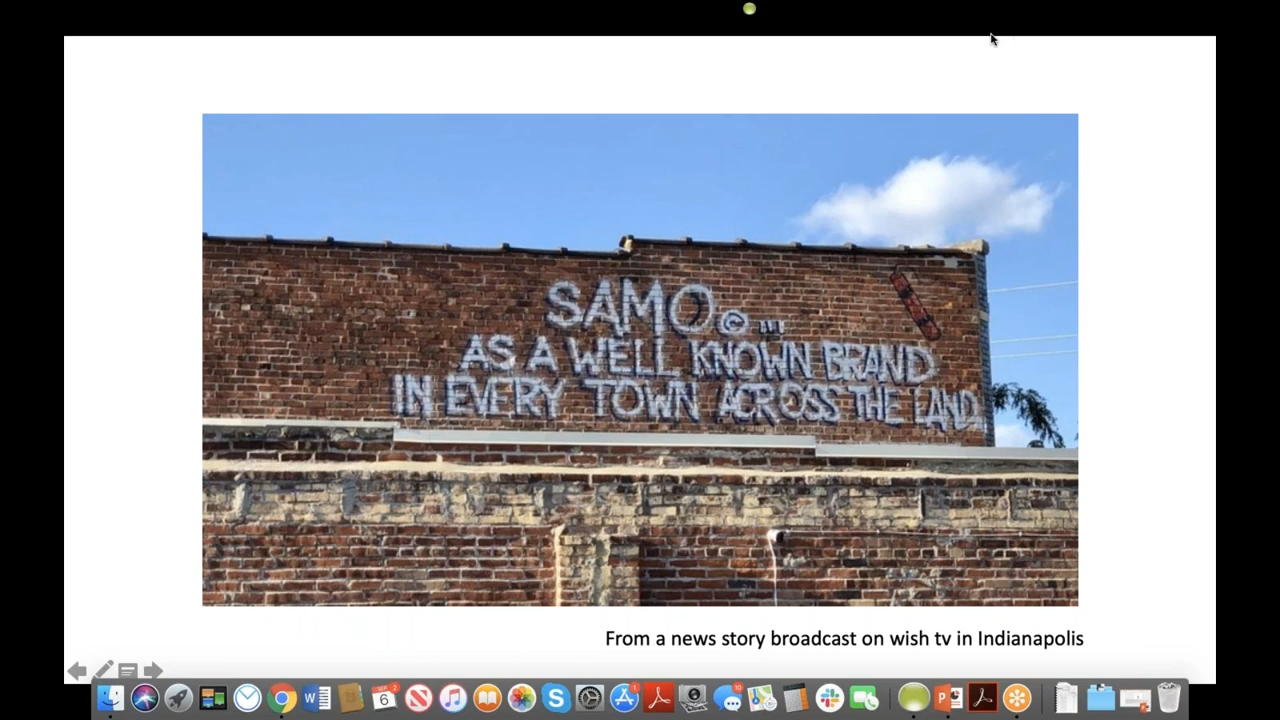 SAMO©...
AS A WELL KNOWN BRAND
IN EVERY TOWN ACROSS THE LAND.
From a news story broadcast on wish tv in Indianapolis